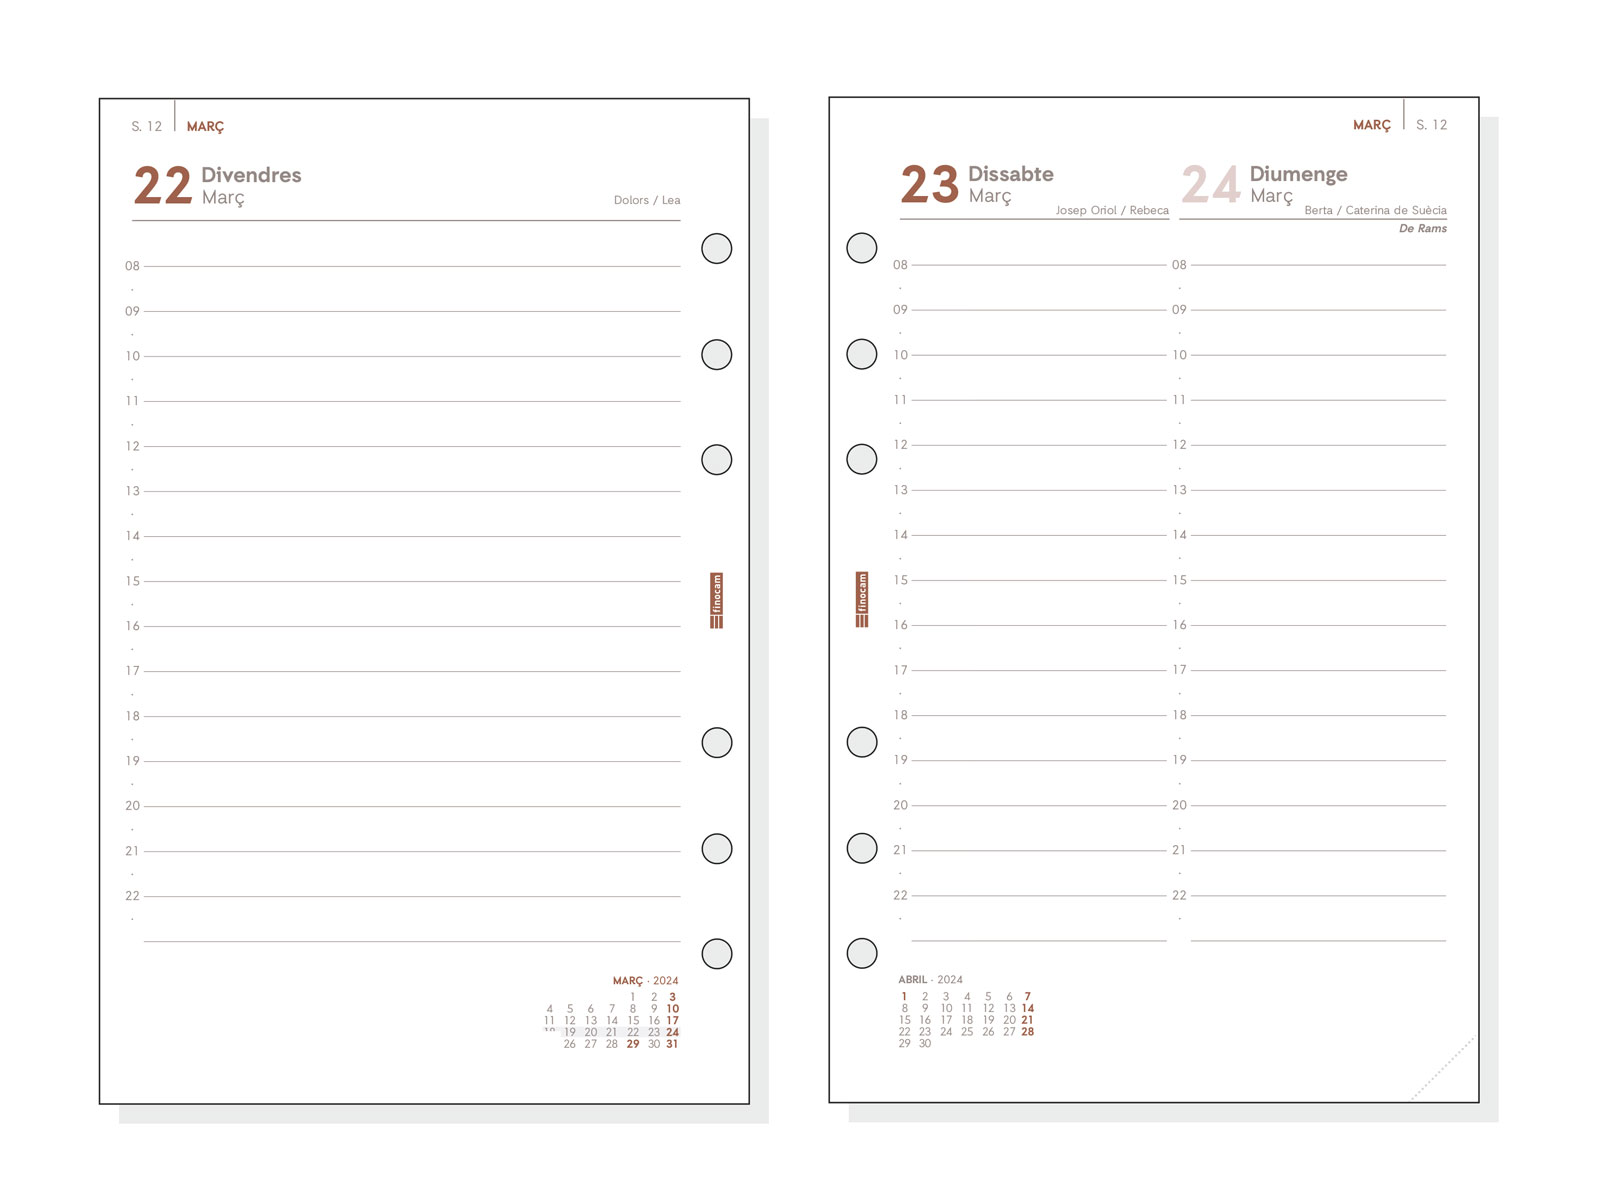 S. 12 MARÇ
22 Divendres
Març
Dolors / Lea
08
09
10
11
12
13
14
15
16
17
18
19
20
21
22
finocam
MARÇ · 2024
1 2 3
4 5 6 7 8 9 10
11 12 13 14 15 16 17
19 20 21 22 23 24
26 27 28 29 30 31
MARÇ S. 12
23 Dissabte
Març
Josep Oriol / Rebeca
24 Diumenge
Març
Berta / Caterina de Suècia
De Rams
08 08
09 09
10 10
11 11
12 12
13 13
14 14
15 15
16 16
17 17
18 18
19 19
20 20
21 21
22 22
finocam
ABRIL · 2024
1 2 3 4 5 6 7
8 9 10 11 12 13 14
15 16 17 18 19 20 21
22 23 24 25 26 27 28
29 30